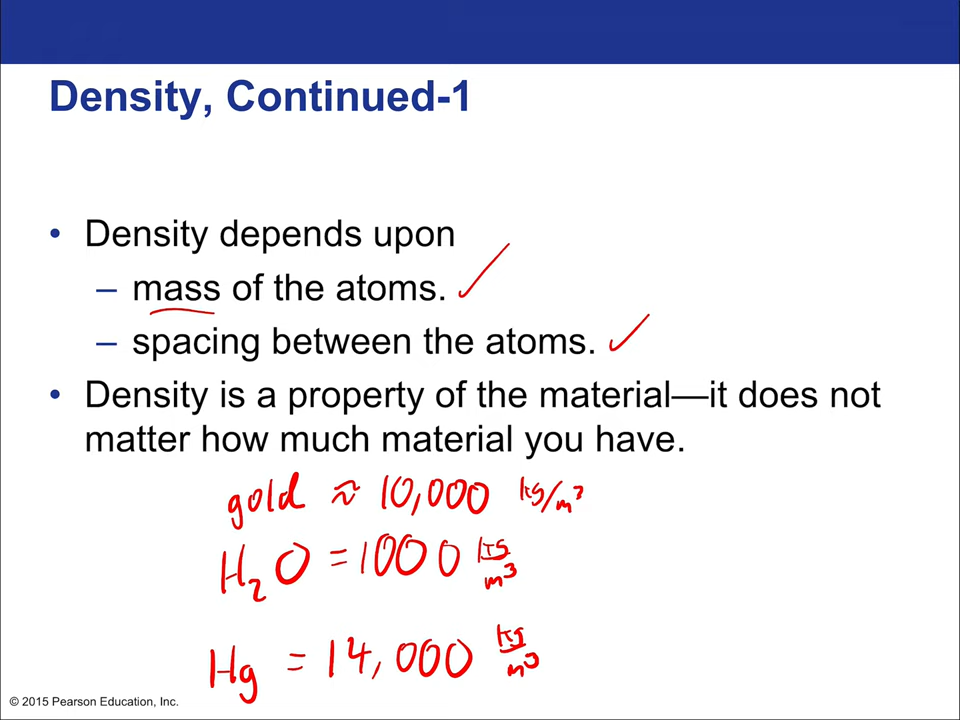 Density, Continued-1
• Density depends upon
– mass of the atoms.
– spacing between the atoms.
• Density is a property of the material—it does not
matter how much material you have.
gold ≈ 10,000 kg/m³
H₂O = 1000 kg/m³
Hg = 14,000 kg/m³
© 2015 Pearson Education, Inc.